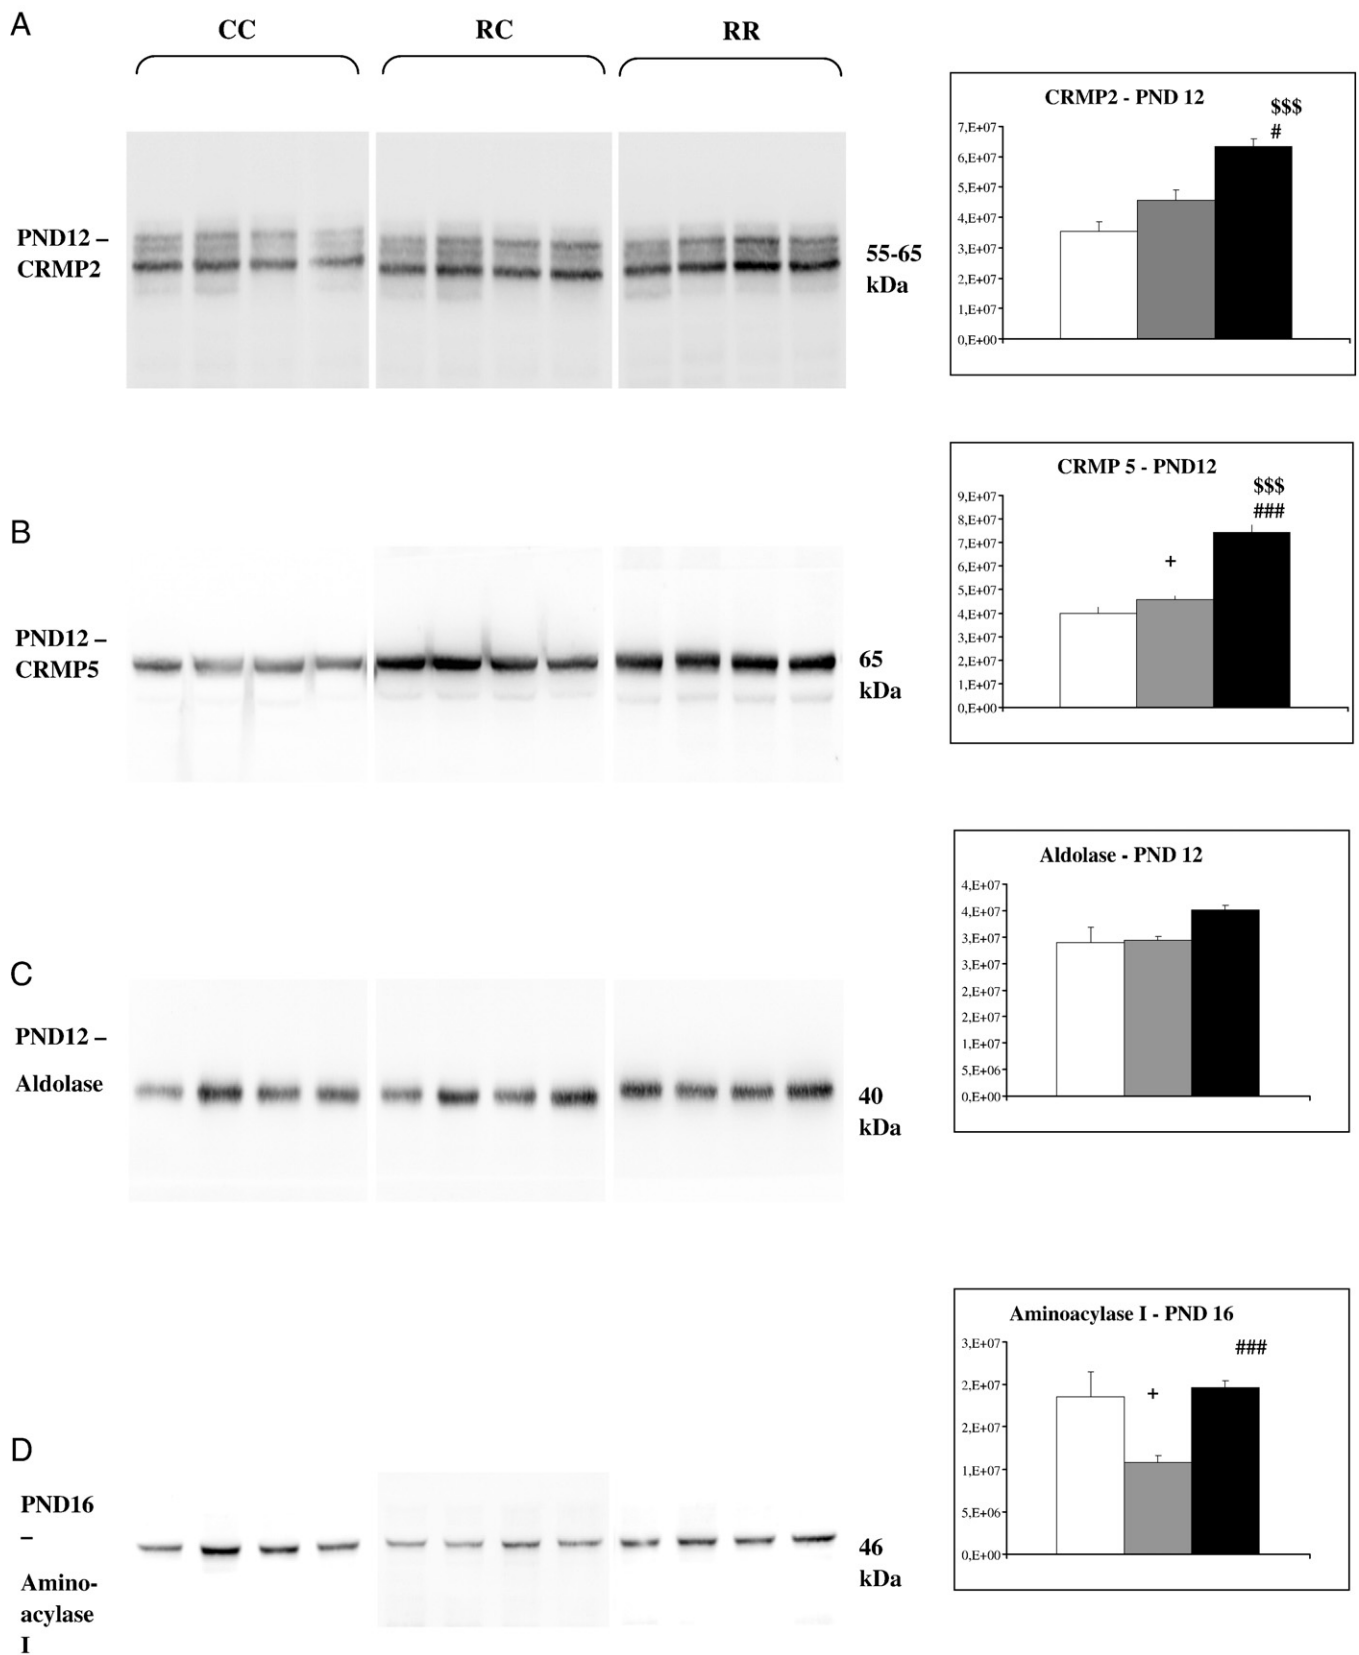 A
CC
RC
RR
PND12 –
CRMP2
55-65
kDa
CRMP2 - PND 12
$$$
#
7,E+07
6,E+07
5,E+07
4,E+07
3,E+07
2,E+07
1,E+07
0,E+00
B
PND12 –
CRMP5
65
kDa
CRMP 5 - PND12
$$$
###
+
9,E+07
8,E+07
7,E+07
6,E+07
5,E+07
4,E+07
3,E+07
2,E+07
1,E+07
0,E+00
C
PND12 –
Aldolase
40
kDa
Aldolase - PND 12
4,E+07
4,E+07
3,E+07
3,E+07
2,E+07
2,E+07
1,E+07
5,E+06
0,E+00
D
PND16
–
Amino-
acylase
I
46
kDa
Aminoacylase I - PND 16
###
+
3,E+07
2,E+07
2,E+07
1,E+07
5,E+06
0,E+00